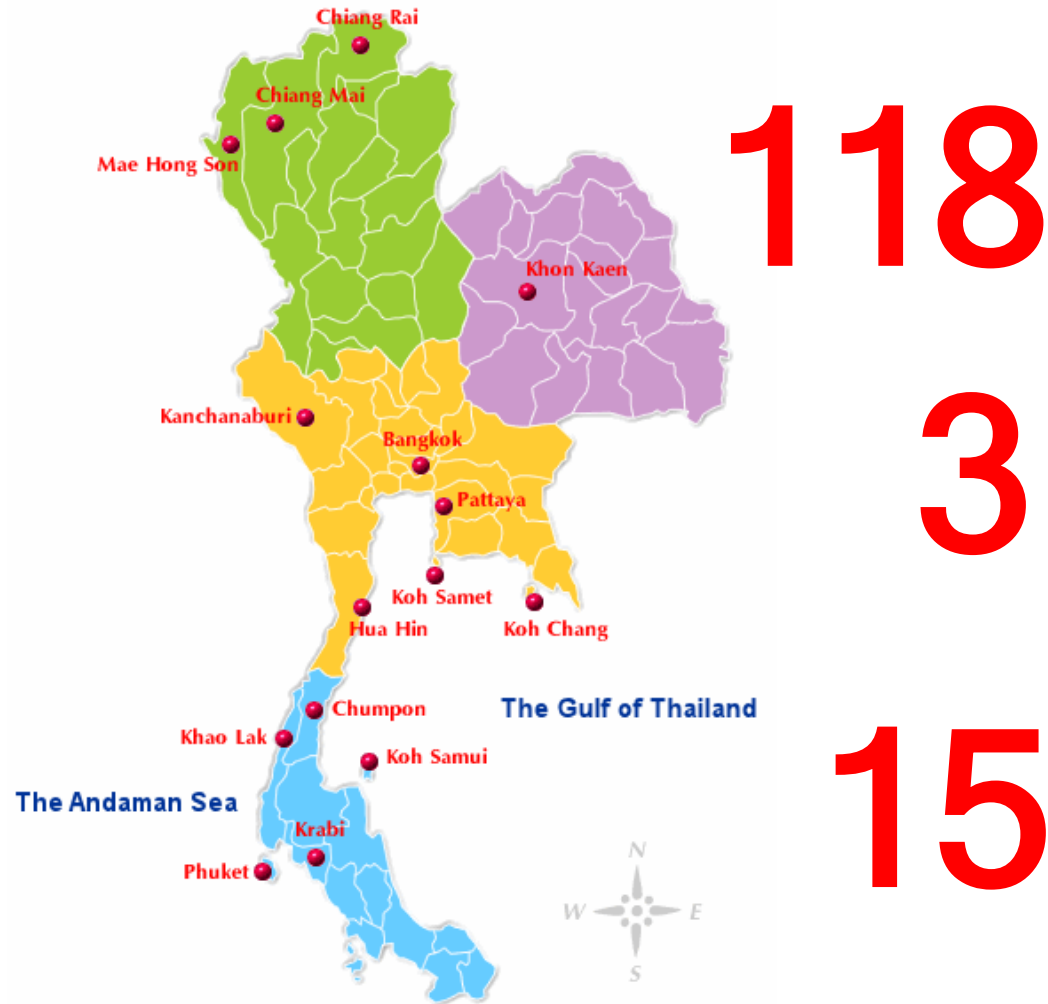 Chiang Rai
Chiang Mai
118
Mae Hong Son
Khon Kaen
Kanchanaburi
3
Bangkok
Pattaya
Koh Samet
Hua Hin
Koh Chang
Chumpon
The Gulf of Thailand
Khao Lak
Koh Samui
15
The Andaman Sea
Krabi
Phuket
N
W
E
S